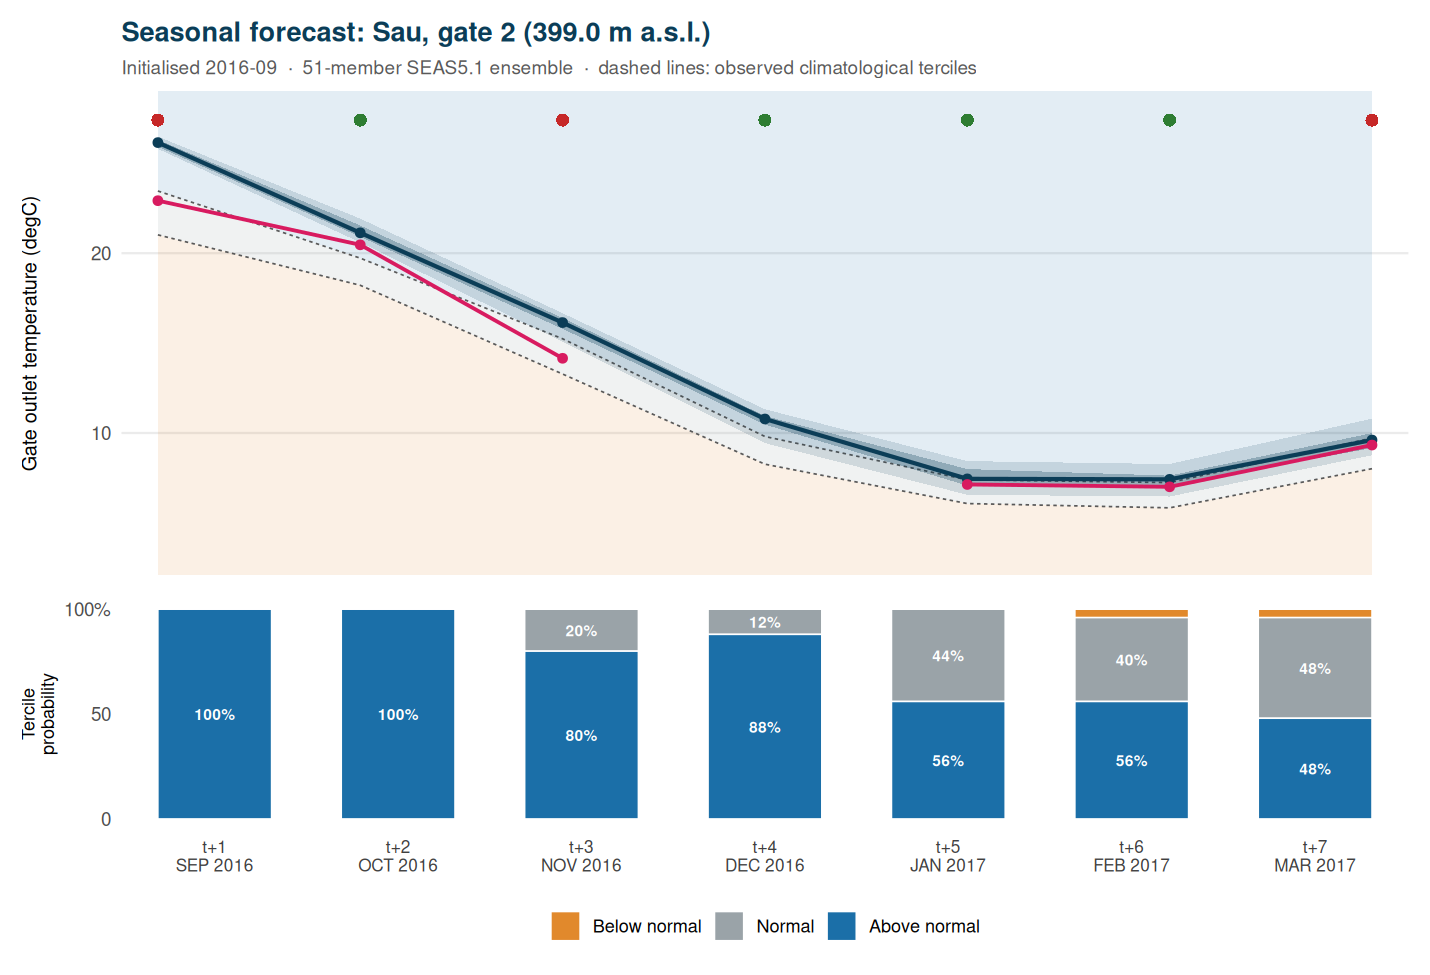 Seasonal forecast: Sau, gate 2 (399.0 m a.s.l.)
Initialised 2016-09 · 51-member SEAS5.1 ensemble · dashed lines: observed climatological terciles
Gate outlet temperature (degC)
20
10
Tercile
probability
100%
50
0
100%
100%
20%
80%
12%
88%
44%
56%
40%
56%
48%
48%
t+1
SEP 2016
t+2
OCT 2016
t+3
NOV 2016
t+4
DEC 2016
t+5
JAN 2017
t+6
FEB 2017
t+7
MAR 2017
Below normal
Normal
Above normal